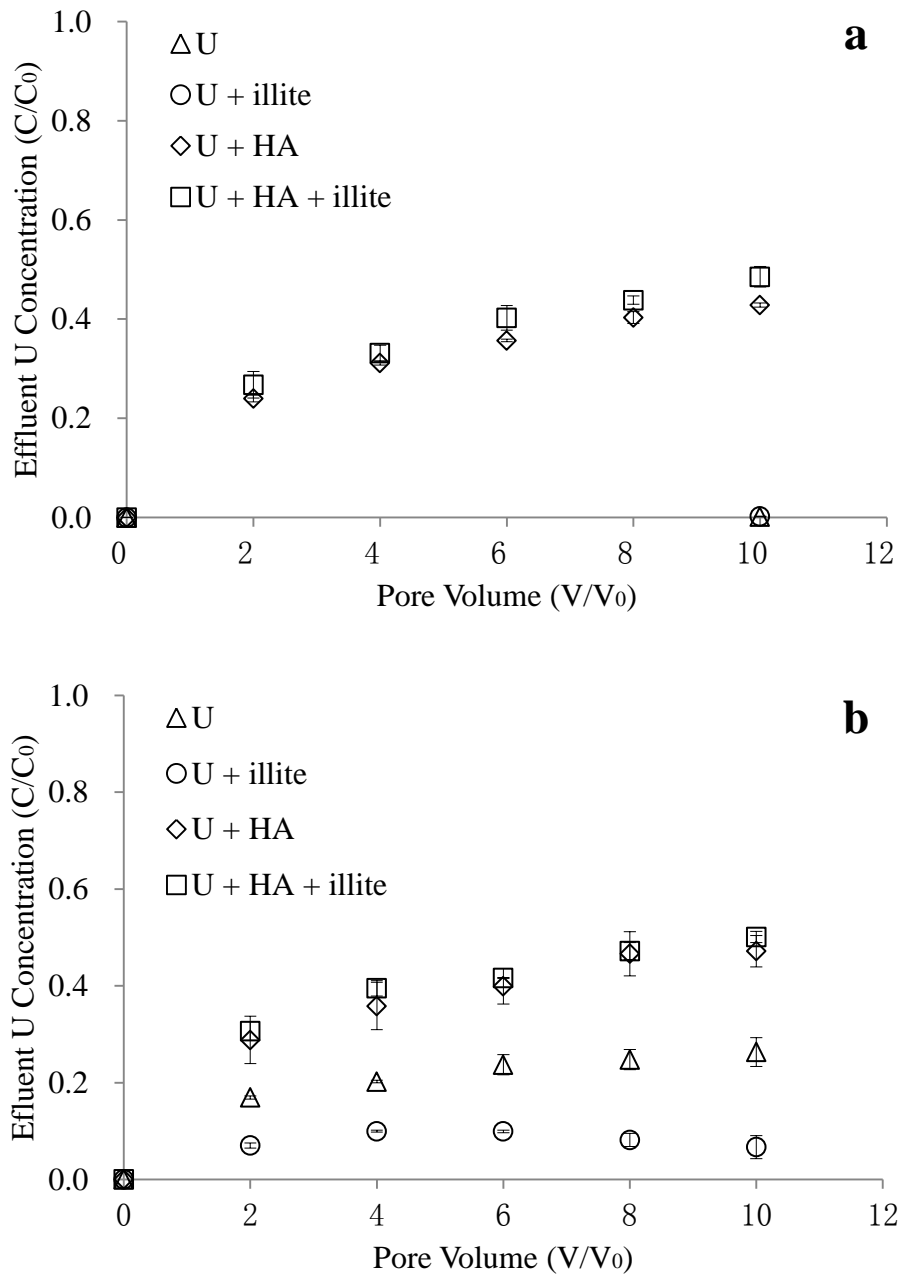 a
U
U + illite
U + HA
U + HA + illite
Effluent U Concentration (C/C0)
1.0
0.8
0.6
0.4
0.2
0.0
0 2 4 6 8 10 12
Pore Volume (V/V0)
b
U
U + illite
U + HA
U + HA + illite
Efluent U Concentration (C/C0)
1.0
0.8
0.6
0.4
0.2
0.0
0 2 4 6 8 10 12
Pore Volume (V/V0)